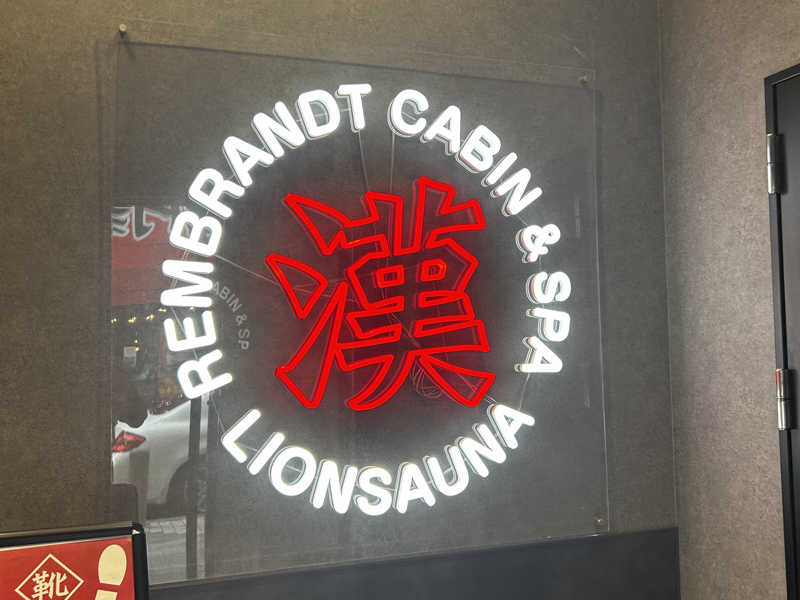 REMBRANDT CABIN & SPA
漢
LIONSAUNA
靴